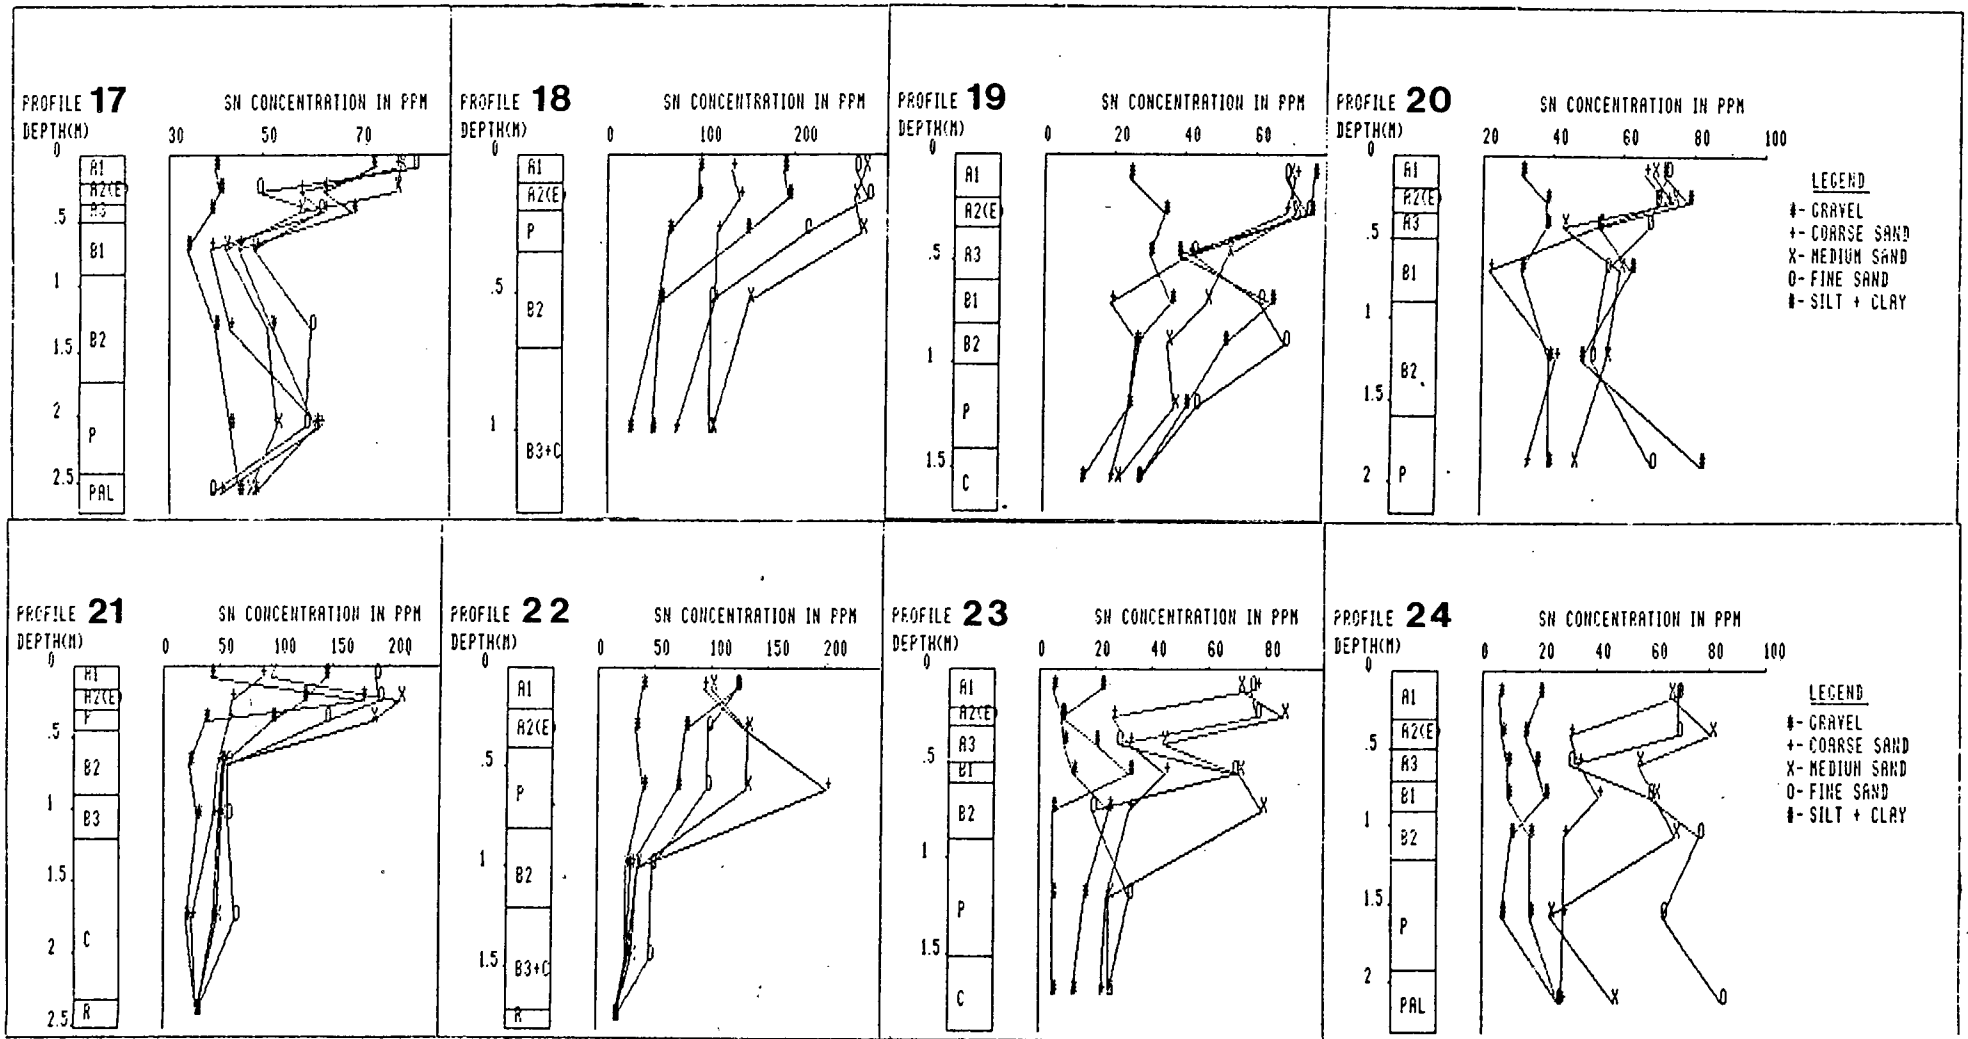 PROFILE 17
SN CONCENTRATION IN PPM
DEPTH(M)
30 50 70
0
.5
1
1.5
2
2.5
A1
A2(E)
A3
B1
B2
P
PAL
PROFILE 18
SN CONCENTRATION IN PPM
DEPTH(M)
0 100 200
0
.5
1
A1
A2(E)
P
B2
B3+C
PROFILE 19
SN CONCENTRATION IN PPM
DEPTH(M)
0 20 40 60
0
.5
1
1.5
A1
A2(E)
A3
B1
B2
P
C
PROFILE 20
SN CONCENTRATION IN PPM
DEPTH(M)
20 40 60 80 100
0
.5
1
1.5
2
A1
A2(E)
A3
B1
B2
P
LEGEND
#- GRAVEL
+- COARSE SAND
X- MEDIUM SAND
O- FINE SAND
#- SILT + CLAY
PROFILE 21
SN CONCENTRATION IN PPM
DEPTH(M)
0 50 100 150 200
0
.5
1
1.5
2
2.5
A1
A2(E)
P
B2
B3
C
R
PROFILE 22
SN CONCENTRATION IN PPM
DEPTH(M)
0 50 100 150 200
0
.5
1
1.5
A1
A2(E)
P
B2
B3+C
R
PROFILE 23
SN CONCENTRATION IN PPM
DEPTH(M)
0 20 40 60 80
0
.5
1
1.5
A1
A2(E)
A3
B1
B2
P
C
PROFILE 24
SN CONCENTRATION IN PPM
DEPTH(M)
0 20 40 60 80 100
0
.5
1
1.5
2
A1
A2(E)
A3
B1
B2
P
PAL
LEGEND
#- GRAVEL
+- COARSE SAND
X- MEDIUM SAND
O- FINE SAND
#- SILT + CLAY